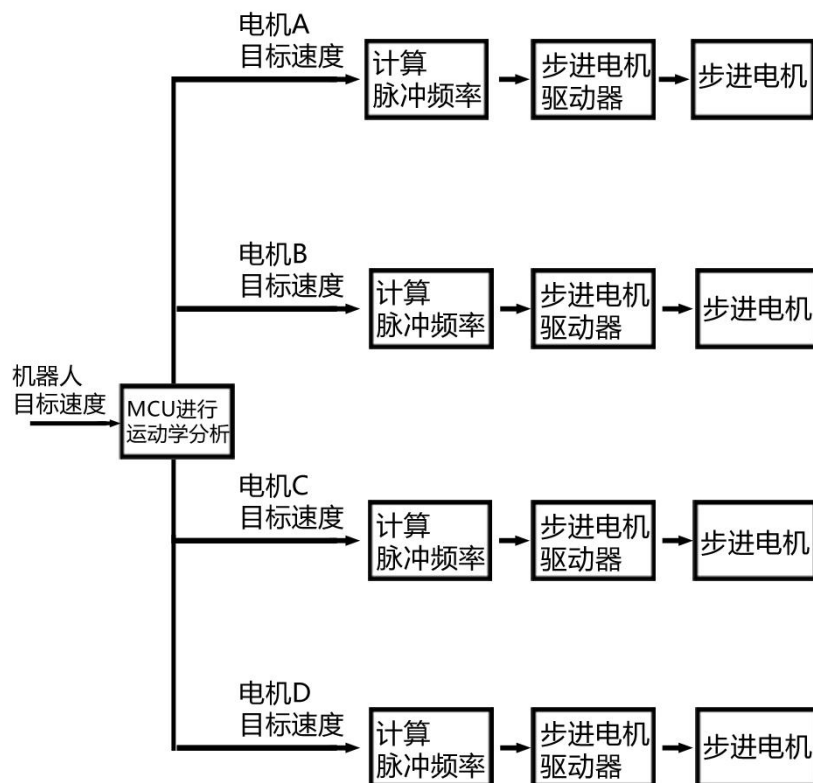 电机A
目标速度
计算
脉冲频率
步进电机
驱动器
步进电机
电机B
目标速度
计算
脉冲频率
步进电机
驱动器
步进电机
机器人
目标速度
MCU进行
运动学分析
电机C
目标速度
计算
脉冲频率
步进电机
驱动器
步进电机
电机D
目标速度
计算
脉冲频率
步进电机
驱动器
步进电机